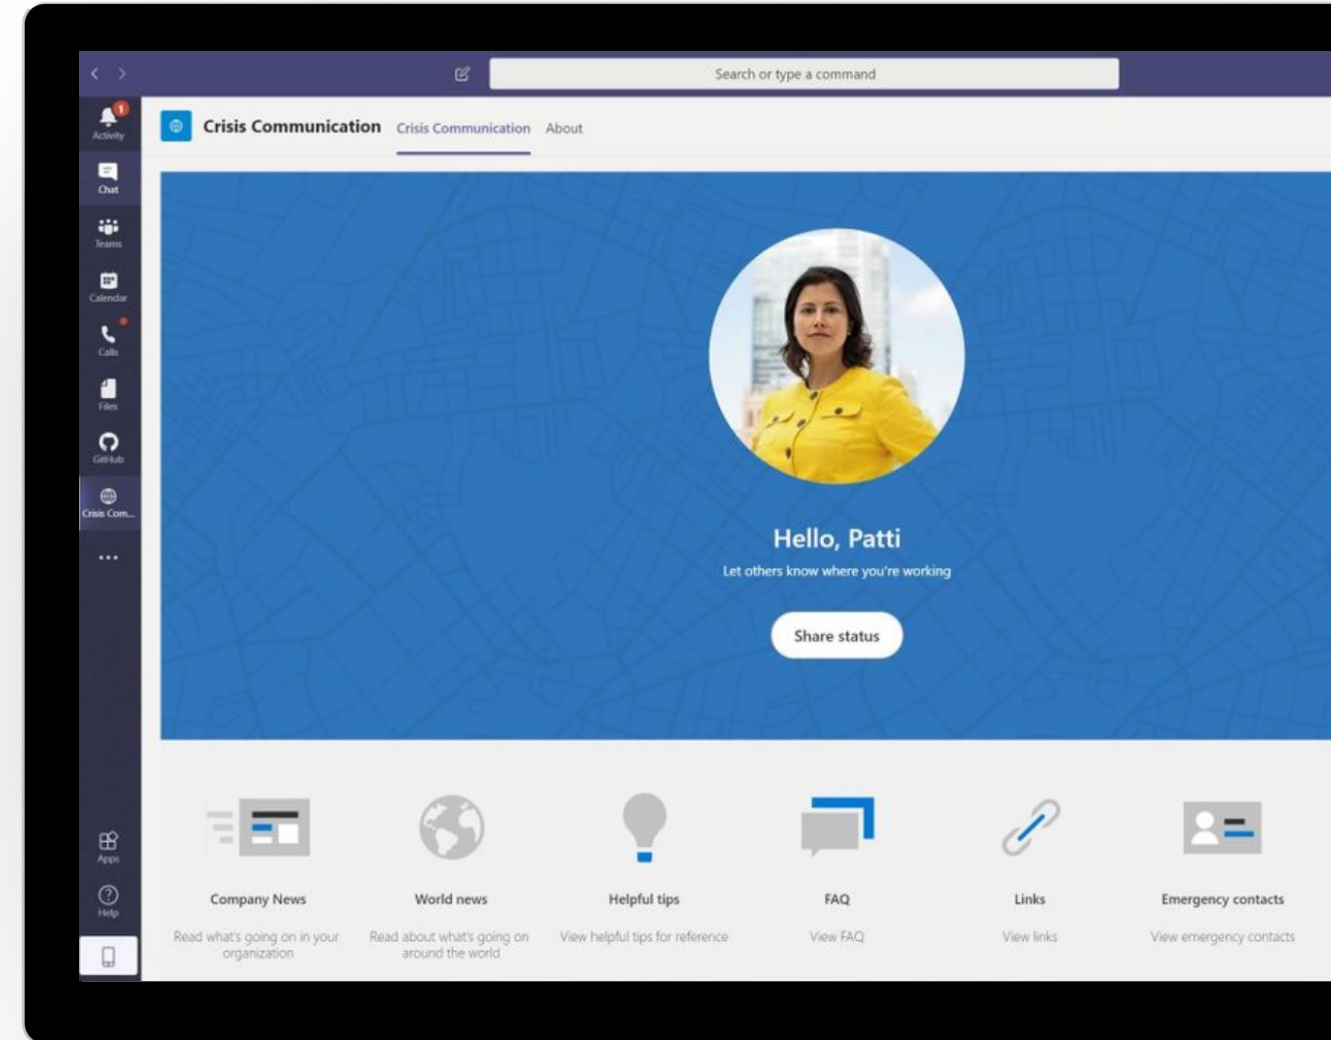 Search or type a command
1
Activity
Chat
Teams
Calendar
Calls
Files
GitHub
Crisis Com...
Apps
Help
Crisis Communication
Crisis Communication
About
Hello, Patti
Let others know where you're working
Share status
Company News
Read what's going on in your
organization
World news
Read about what's going on
around the world
Helpful tips
View helpful tips for reference
FAQ
View FAQ
Links
View links
Emergency contacts
View emergency contacts